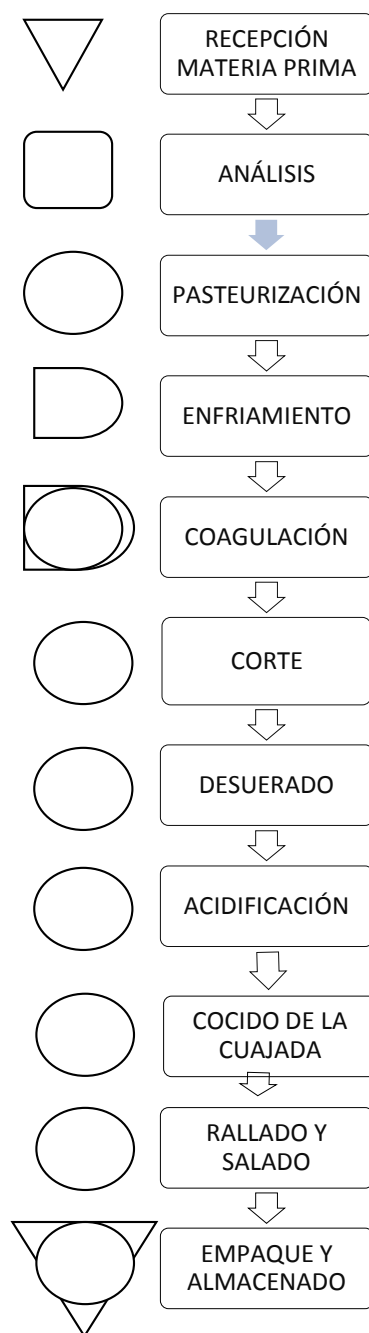 RECEPCIÓN
MATERIA PRIMA
ANÁLISIS
PASTEURIZACIÓN
ENFRIAMIENTO
COAGULACIÓN
CORTE
DESUERADO
ACIDIFICACIÓN
COCIDO DE LA
CUAJADA
RALLADO Y
SALADO
EMPAQUE Y
ALMACENADO